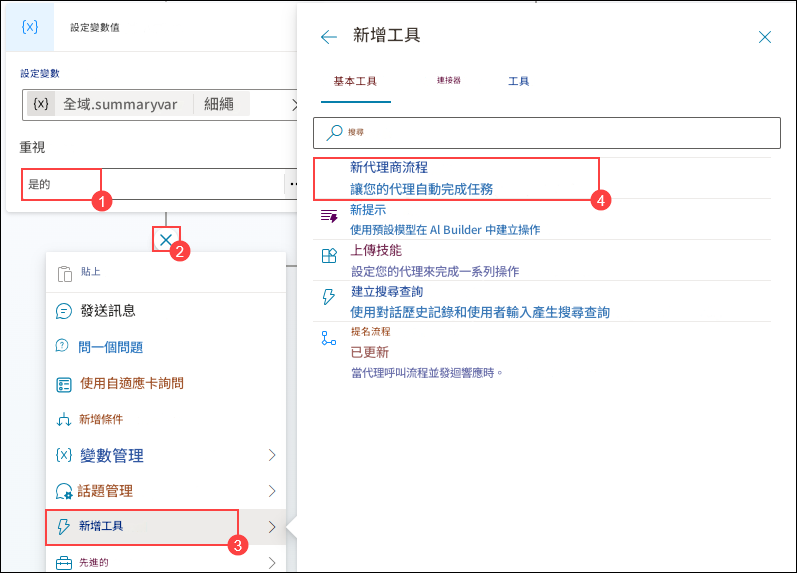 {x}
設定變數值
設定變數
{x} 全域.summaryvar 細繩
重視
是的
1
2
貼上
發送訊息
問一個問題
使用自適應卡詢問
新增條件
{x} 變數管理
話題管理
新增工具
3
先進的
新增工具
基本工具 連接器 工具
搜尋
新代理商流程
讓您的代理自動完成任務
4
新提示
使用預設模型在 AI Builder 中建立操作
上傳技能
設定您的代理來完成一系列操作
建立搜尋查詢
使用對話歷史記錄和使用者輸入產生搜尋查詢
提名流程
已更新
當代理呼叫流程並發迴響應時。